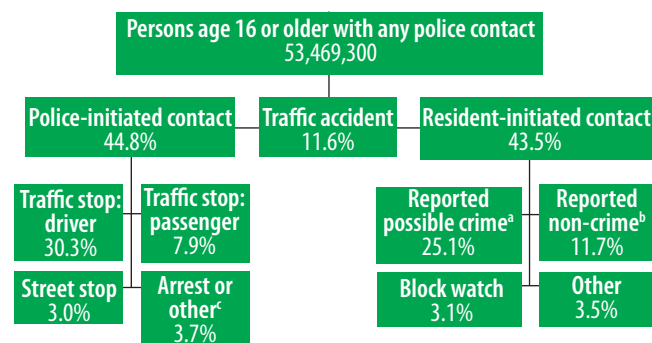 Persons age 16 or older with any police contact
53,469,300
Police-initiated contact
44.8%
Traffic accident
11.6%
Resident-initiated contact
43.5%
Traffic stop:
driver
30.3%
Traffic stop:
passenger
7.9%
Street stop
3.0%
Arrest or
otherᶜ
3.7%
Reported
possible crimeᵃ
25.1%
Reported
non-crimeᵇ
11.7%
Block watch
3.1%
Other
3.5%